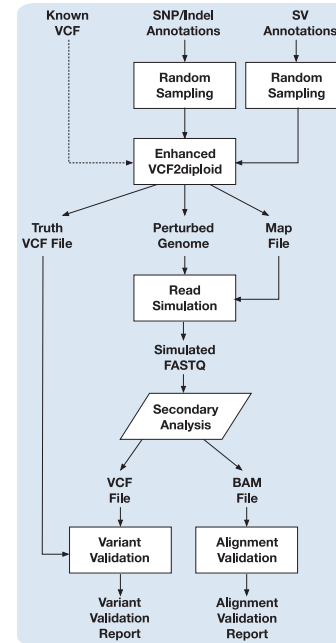 Known
VCF
SNP/Indel
Annotations
SV
Annotations
Random
Sampling
Random
Sampling
Enhanced
VCF2diploid
Truth
VCF File
Perturbed
Genome
Map
File
Read
Simulation
Simulated
FASTQ
Secondary
Analysis
VCF
File
BAM
File
Variant
Validation
Alignment
Validation
Variant
Validation
Report
Alignment
Validation
Report